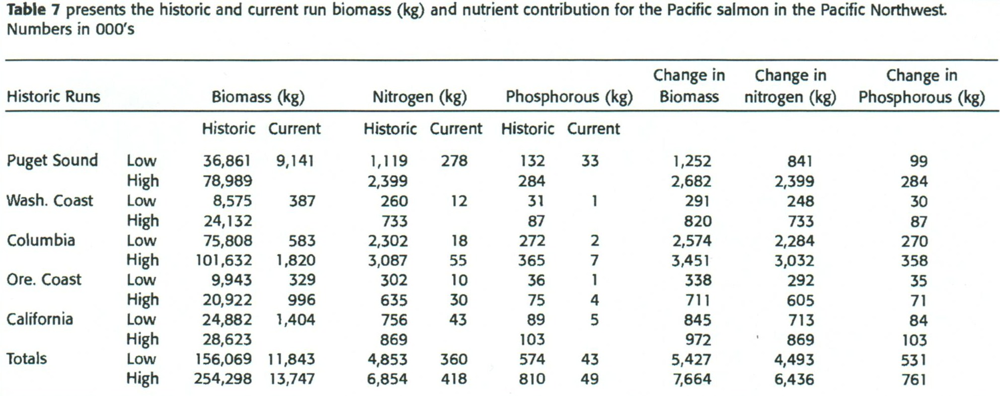 Table 7 presents the historic and current run biomass (kg) and nutrient contribution for the Pacific salmon in the Pacific Northwest.
Numbers in 000's
Change in Change in Change in
Historic Runs Biomass (kg) Nitrogen (kg) Phosphorous (kg) Biomass nitrogen (kg) Phosphorous (kg)
Historic Current Historic Current Historic Current
Puget Sound Low 36,861 9,141 1,119 278 132 33 1,252 841 99
High 78,989 2,399 284 2,682 2,399 284
Wash. Coast Low 8,575 387 260 12 31 1 291 248 30
High 24,132 733 87 820 733 87
Columbia Low 75,808 583 2,302 18 272 2 2,574 2,284 270
High 101,632 1,820 3,087 55 365 7 3,451 3,032 358
Ore. Coast Low 9,943 329 302 10 36 1 338 292 35
High 20,922 996 635 30 75 4 711 605 71
California Low 24,882 1,404 756 43 89 5 845 713 84
High 28,623 869 103 972 869 103
Totals Low 156,069 11,843 4,853 360 574 43 5,427 4,493 531
High 254,298 13,747 6,854 418 810 49 7,664 6,436 761